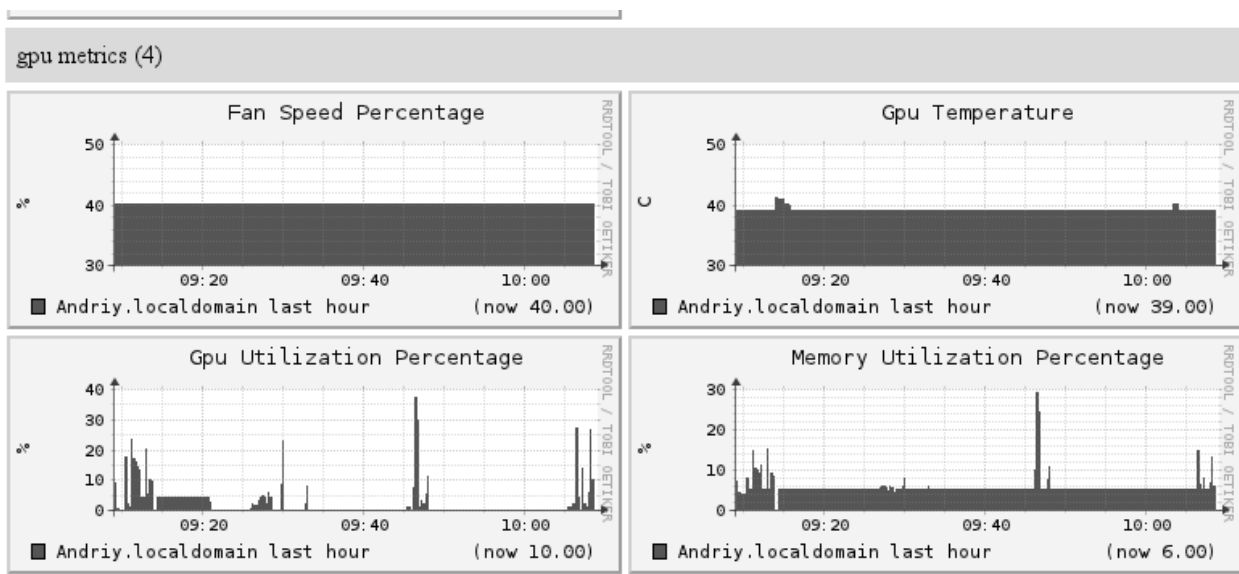 gpu metrics (4)
Fan Speed Percentage
RRDTOOL / TOBI OETIKER
%
50
40
30
09:20 09:40 10:00
Andriy.localdomain last hour (now 40.00)
Gpu Temperature
RRDTOOL / TOBI OETIKER
C
50
40
30
09:20 09:40 10:00
Andriy.localdomain last hour (now 39.00)
Gpu Utilization Percentage
RRDTOOL / TOBI OETIKER
%
40
30
20
10
0
09:20 09:40 10:00
Andriy.localdomain last hour (now 10.00)
Memory Utilization Percentage
RRDTOOL / TOBI OETIKER
%
30
20
10
0
09:20 09:40 10:00
Andriy.localdomain last hour (now 6.00)